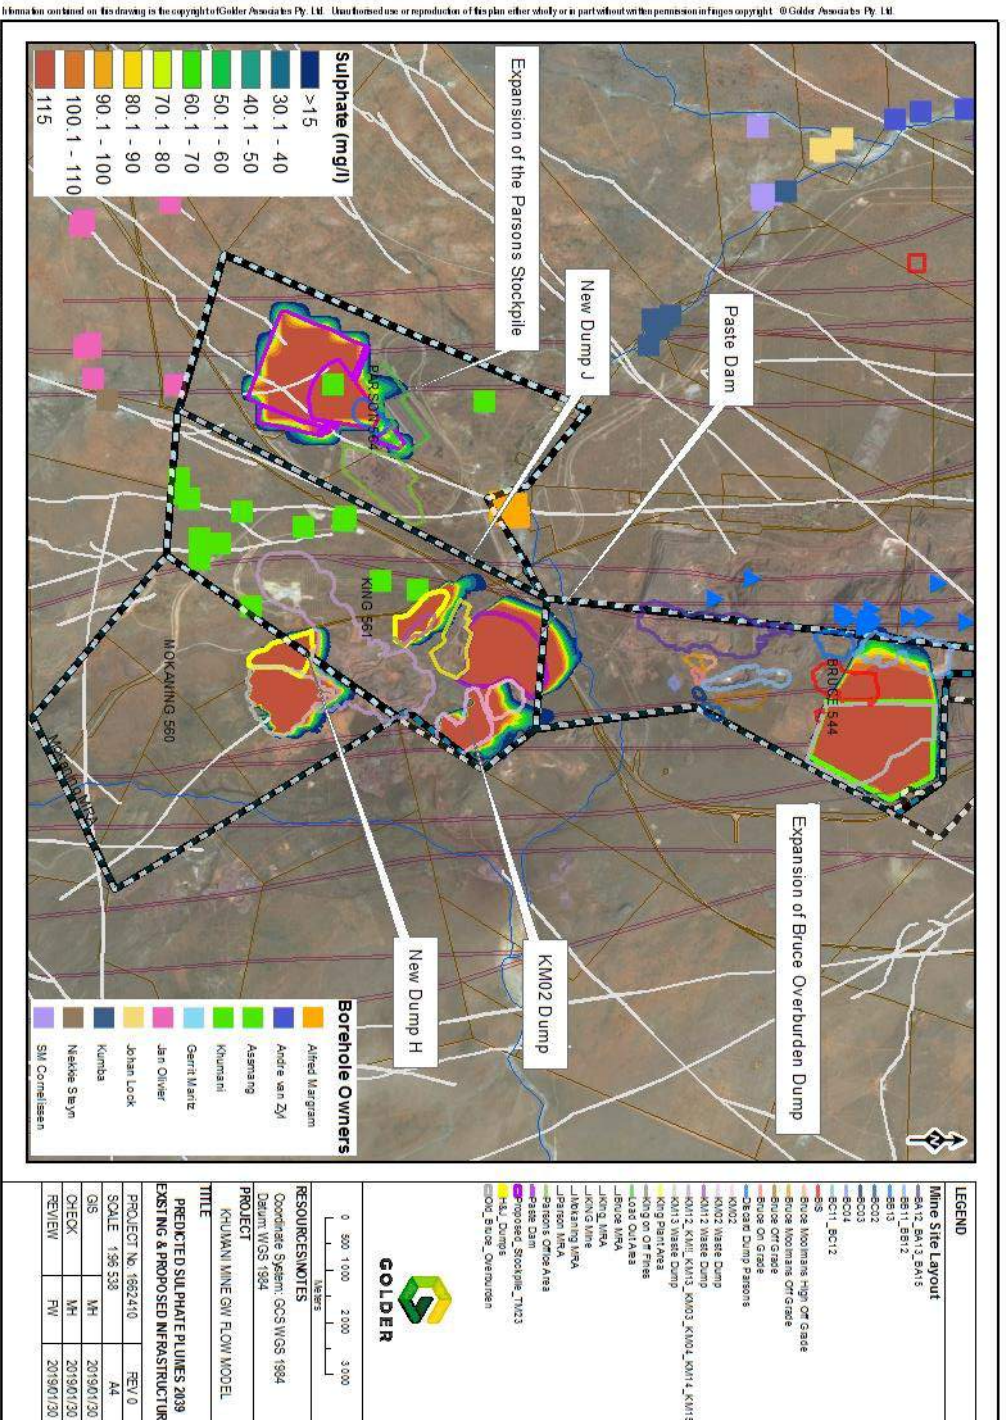 Information contained on this drawing is the copyright of Golder Associates Pty. Ltd. Unauthorised use or reproduction of this plan either wholly or in part without written permission infinges copyright. © Golder Associates Pty. Ltd.
Sulphate (mg/l)
>15
30.1 - 40
40.1 - 50
50.1 - 60
60.1 - 70
70.1 - 80
80.1 - 90
90.1 - 100
100.1 - 110
115
Expansion of the Parsons Stockpile
New Dump J
Paste Dam
PARSON 564
KING 561
BRUCE 544
MOKANING 560
Expansion of Bruce Overburden Dump
KM02 Dump
New Dump H
N
Borehole Owners
Alfred Margram
Andre van Zyl
Assmang
Khumani
Gerrit Maritz
Jan Olivier
Johan Lock
Kumba
Niekkie Steyn
SM Cornelissen
LEGEND
Mine Site Layout
BA12_BA13_BA15
BB11_BB12
BB13
BC02
BC03
BC04
BC11_BC12
BIS
Bruce Mooimans High Off Grade
Bruce Mooimans Off Grade
Bruce Off Grade
Bruce On Grade
Discard Dump Parsons
KM02
KM02 Waste Dump
KM12 Waste Dump
KM13 Waste Dump
King Plant Area
King on Off Fines
Load Out Area
Bruce MRA
King_MRA
KING Mine
Mokaning MRA
Parson MRA
Parsons Office Area
Paste Dam
Proposed_Stockpile_TM23
H&J_Dumps
Old_Bruce_Overburden
GOLDER
0 500 1 000 2 000 3 000
Meters
RESOURCES/NOTES
Coordinate System: GCS WGS 1984
Datum: WGS 1984
PROJECT
KHUMANI MINE GW FLOW MODEL
TITLE
PREDICTED SULPHATE PLUMES 2039
EXISTING & PROPOSED INFRASTRUCTUR
PROJECT No. 1662410 REV 0
SCALE 1:96 538 A4
GIS MH 2019/01/30
CHECK MH 2019/01/30
REVIEW FW 2019/01/30